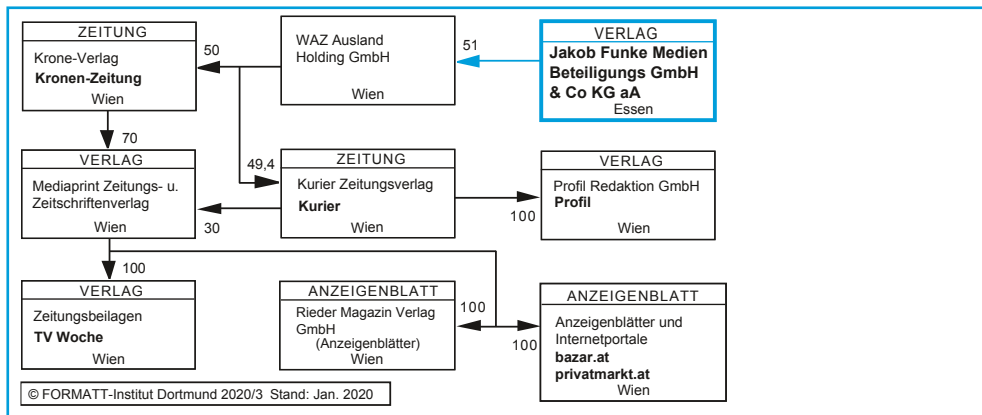 ZEITUNG
Krone-Verlag
Kronen-Zeitung
Wien
50
WAZ Ausland
Holding GmbH
Wien
51
VERLAG
Jakob Funke Medien
Beteiligungs GmbH
& Co KG aA
Essen
70
VERLAG
Mediaprint Zeitungs- u.
Zeitschriftenverlag
Wien
49,4
30
ZEITUNG
Kurier Zeitungsverlag
Kurier
Wien
100
VERLAG
Profil Redaktion GmbH
Profil
Wien
100
VERLAG
Zeitungsbeilagen
TV Woche
Wien
ANZEIGENBLATT
Rieder Magazin Verlag
GmbH
(Anzeigenblätter)
Wien
100
100
ANZEIGENBLATT
Anzeigenblätter und
Internetportale
bazar.at
privatmarkt.at
Wien
© FORMATT-Institut Dortmund 2020/3 Stand: Jan. 2020